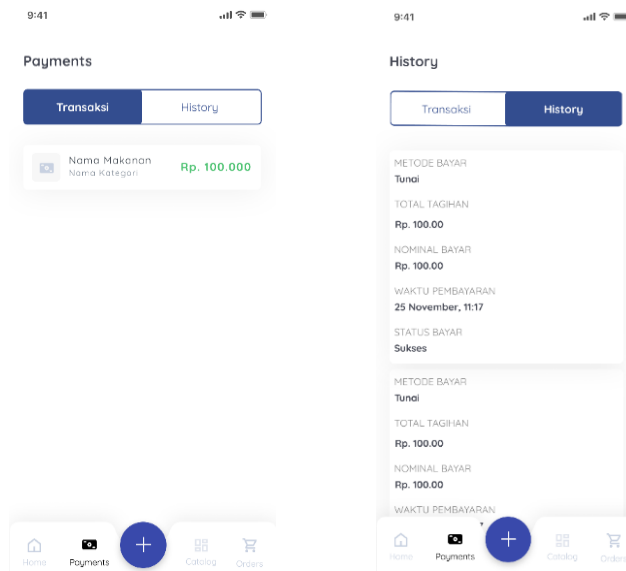 9:41
Payments
Transaksi
History
Nama Makanan
Nama Kategori
Rp. 100.000
Home
Payments
Catalog
Orders
9:41
History
Transaksi
History
METODE BAYAR
Tunai
TOTAL TAGIHAN
Rp. 100.00
NOMINAL BAYAR
Rp. 100.00
WAKTU PEMBAYARAN
25 November, 11:17
STATUS BAYAR
Sukses
METODE BAYAR
Tunai
TOTAL TAGIHAN
Rp. 100.00
NOMINAL BAYAR
Rp. 100.00
WAKTU PEMBAYARAN
Home
Payments
Catalog
Orders